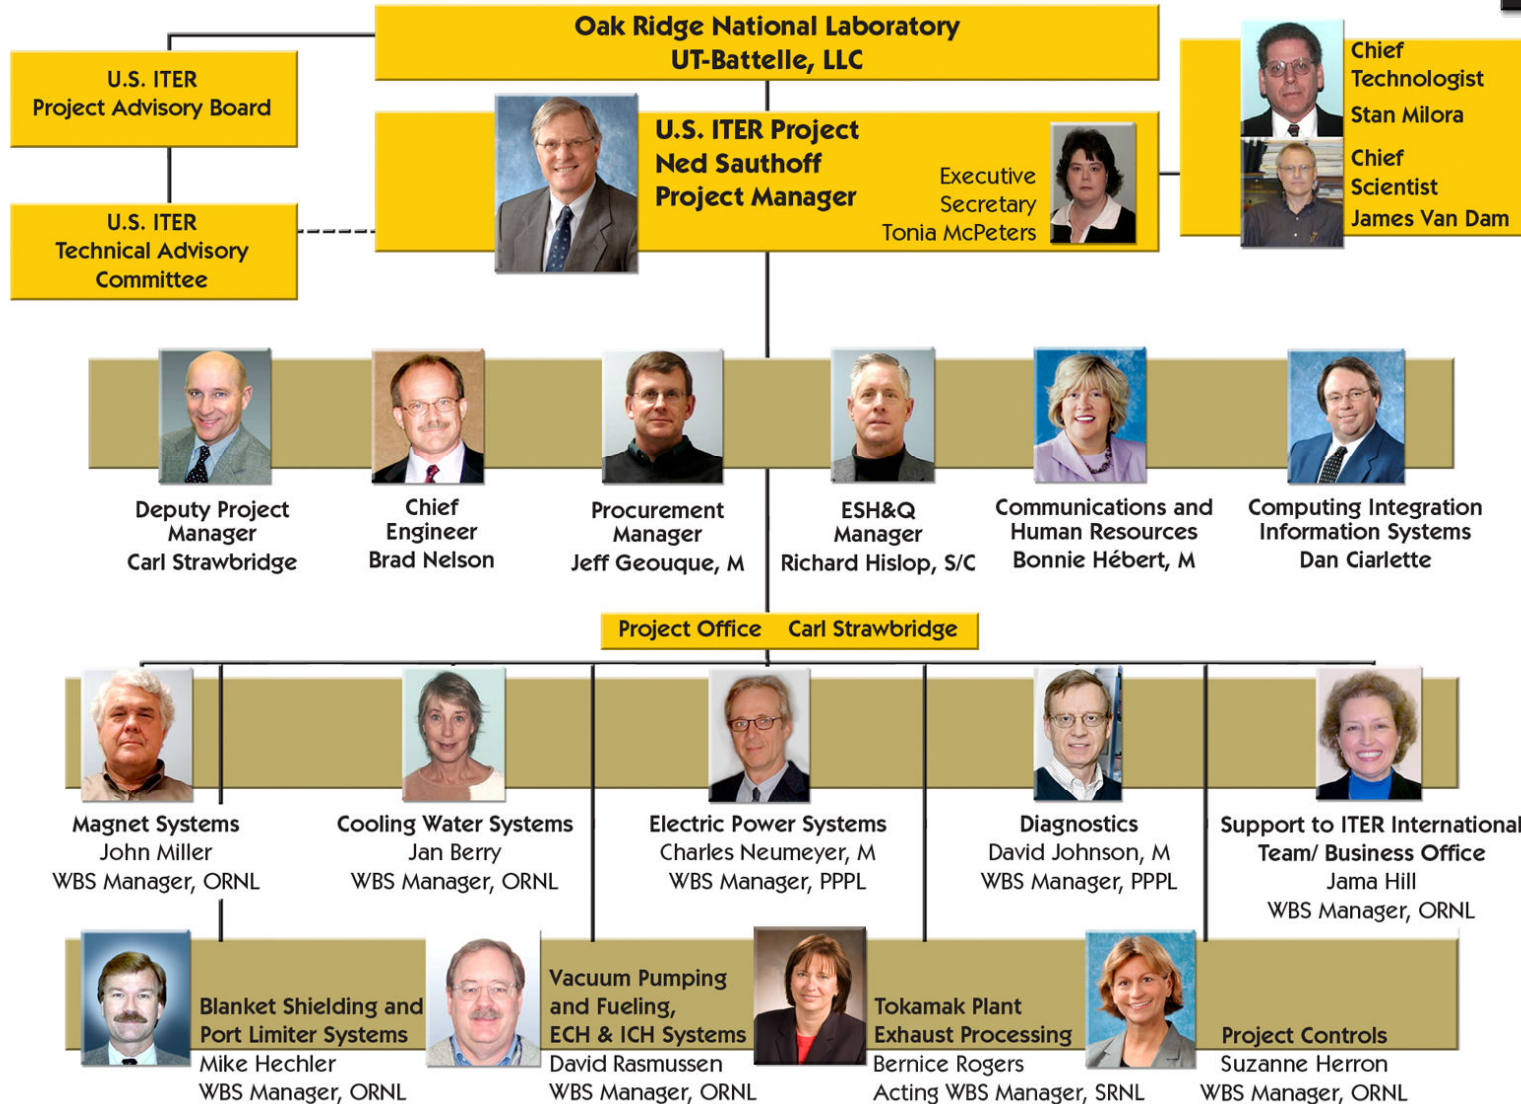 Oak Ridge National Laboratory
UT-Battelle, LLC
U.S. ITER
Project Advisory Board
U.S. ITER
Technical Advisory
Committee
U.S. ITER Project
Ned Sauthoff
Project Manager
Executive
Secretary
Tonia McPeters
Chief
Technologist
Stan Milora
Chief
Scientist
James Van Dam
Deputy Project
Manager
Carl Strawbridge
Chief
Engineer
Brad Nelson
Procurement
Manager
Jeff Geouque, M
ESH&Q
Manager
Richard Hislop, S/C
Communications and
Human Resources
Bonnie Hébert, M
Computing Integration
Information Systems
Dan Ciarlette
Project Office Carl Strawbridge
Magnet Systems
John Miller
WBS Manager, ORNL
Cooling Water Systems
Jan Berry
WBS Manager, ORNL
Electric Power Systems
Charles Neumeyer, M
WBS Manager, PPPL
Diagnostics
David Johnson, M
WBS Manager, PPPL
Support to ITER International
Team/ Business Office
Jama Hill
WBS Manager, ORNL
Blanket Shielding and
Port Limiter Systems
Mike Hechler
WBS Manager, ORNL
Vacuum Pumping
and Fueling,
ECH & ICH Systems
David Rasmussen
WBS Manager, ORNL
Tokamak Plant
Exhaust Processing
Bernice Rogers
Acting WBS Manager, SRNL
Project Controls
Suzanne Herron
WBS Manager, ORNL